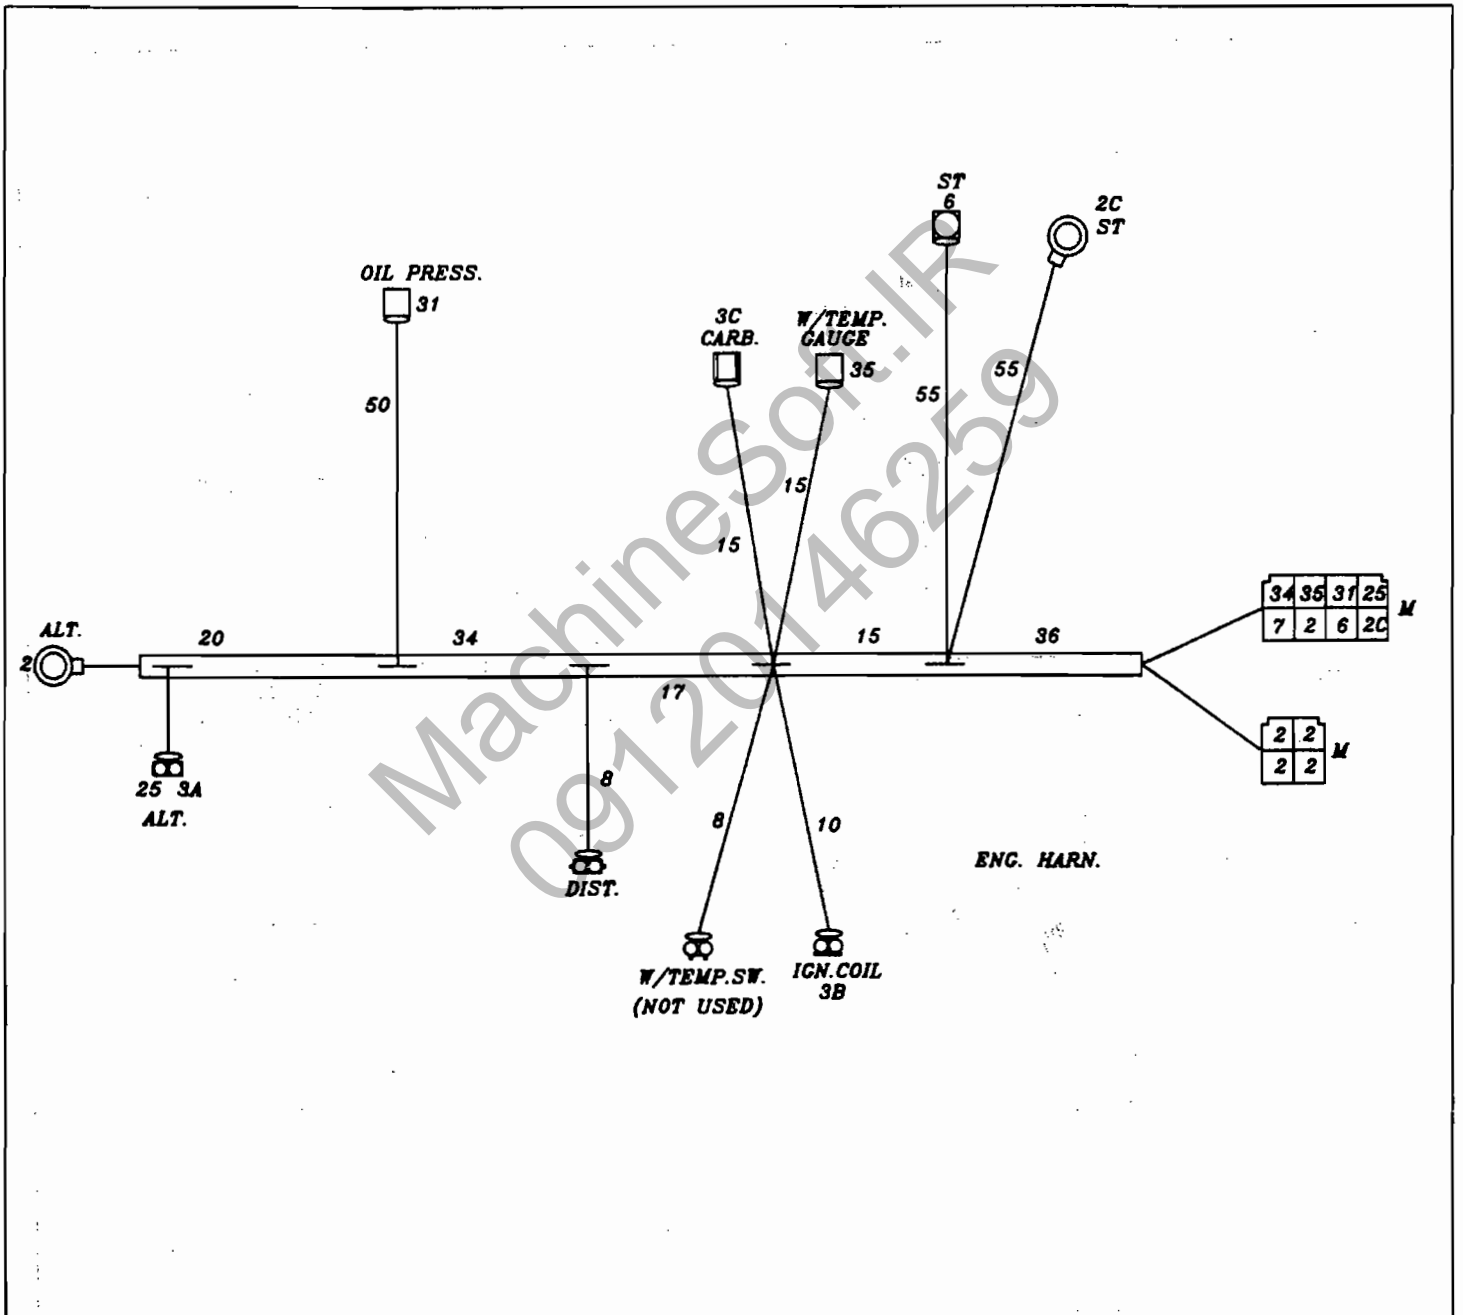 ST
6
2C
ST
OIL PRESS.
31
3C
CARB.
W/TEMP.
GAUGE
35
50
55
55
15
15
34 35 31 25
7 2 6 2C
M
ALT.
2
20
34
15
36
17
2 2
2 2
M
25 3A
ALT.
8
DIST.
8
10
ENG. HARN.
W/TEMP.SW.
(NOT USED)
IGN.COIL
3B
MachineSoft.IR
09120146259